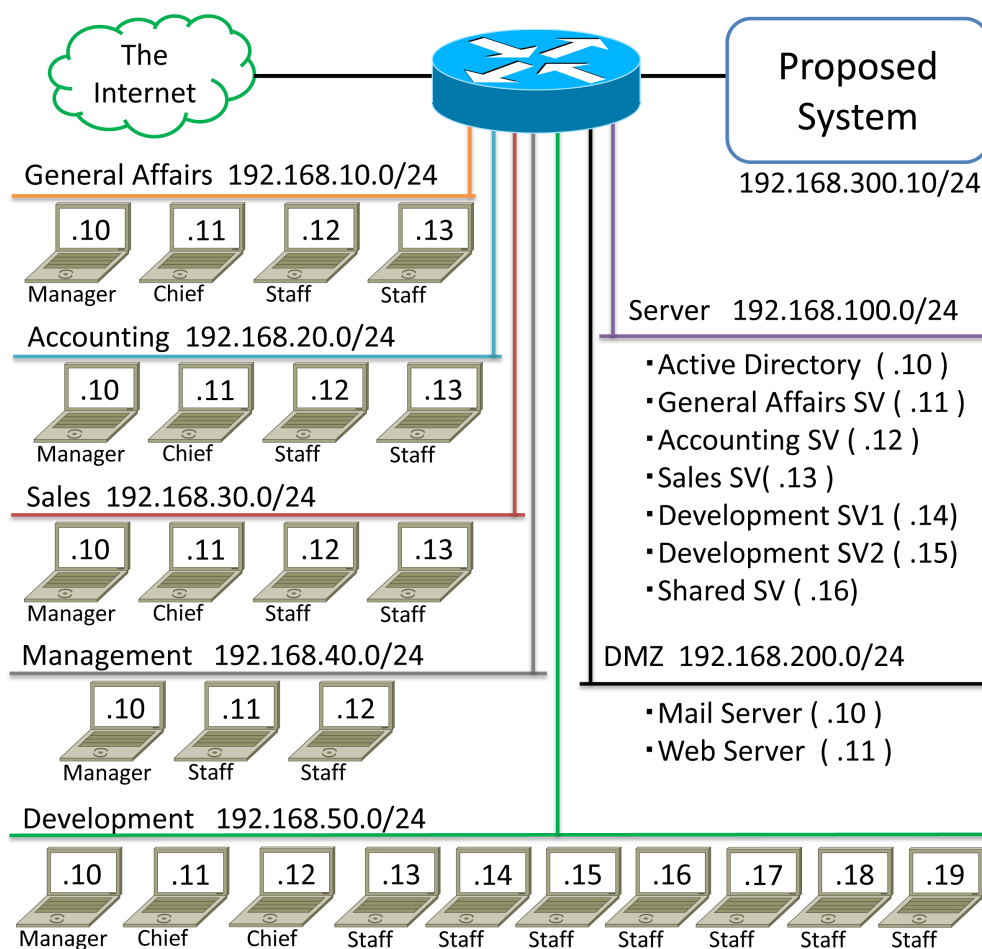 The
Internet
Proposed
System
192.168.300.10/24
General Affairs 192.168.10.0/24
.10 .11 .12 .13
Manager Chief Staff Staff
Accounting 192.168.20.0/24
.10 .11 .12 .13
Manager Chief Staff Staff
Sales 192.168.30.0/24
.10 .11 .12 .13
Manager Chief Staff Staff
Management 192.168.40.0/24
.10 .11 .12
Manager Staff Staff
Server 192.168.100.0/24
・Active Directory ( .10 )
・General Affairs SV ( .11 )
・Accounting SV ( .12 )
・Sales SV( .13 )
・Development SV1 ( .14)
・Development SV2 ( .15)
・Shared SV ( .16)
DMZ 192.168.200.0/24
・Mail Server ( .10 )
・Web Server ( .11 )
Development 192.168.50.0/24
.10 .11 .12 .13 .14 .15 .16 .17 .18 .19
Manager Chief Chief Staff Staff Staff Staff Staff Staff Staff